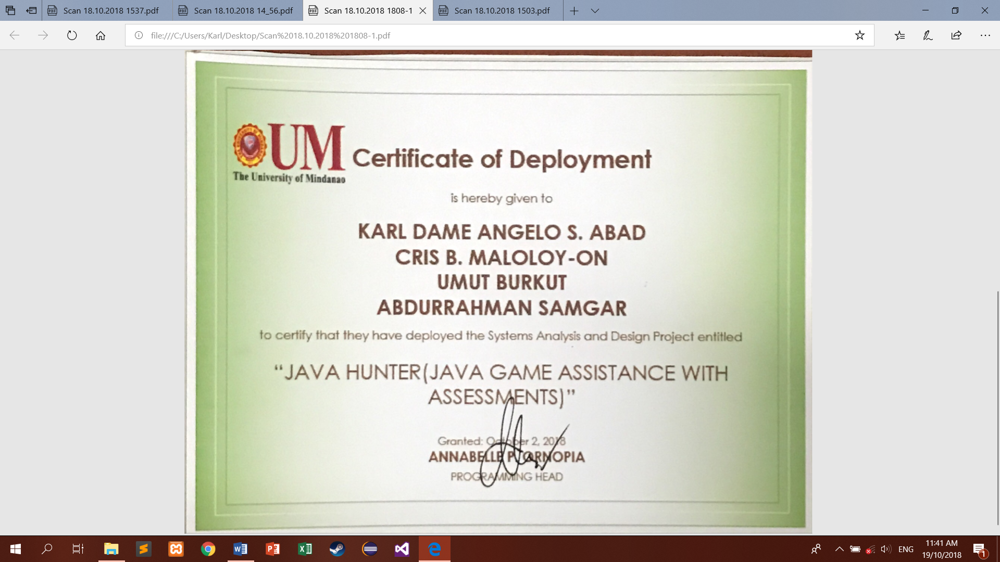 Scan 18.10.2018 1537.pdf
Scan 18.10.2018 14_56.pdf
Scan 18.10.2018 1808-1
Scan 18.10.2018 1503.pdf
file:///C:/Users/Karl/Desktop/Scan%2018.10.2018%201808-1.pdf
UM
The University of Mindanao
Certificate of Deployment
is hereby given to
KARL DAME ANGELO S. ABAD
CRIS B. MALOLOY-ON
UMUT BURKUT
ABDURRAHMAN SAMGAR
to certify that they have deployed the Systems Analysis and Design Project entitled
“JAVA HUNTER(JAVA GAME ASSISTANCE WITH
ASSESSMENTS)”
Granted: October 2, 2018
ANNABELLE P. ORNOPIA
PROGRAMMING HEAD
ENG
11:41 AM
19/10/2018
1